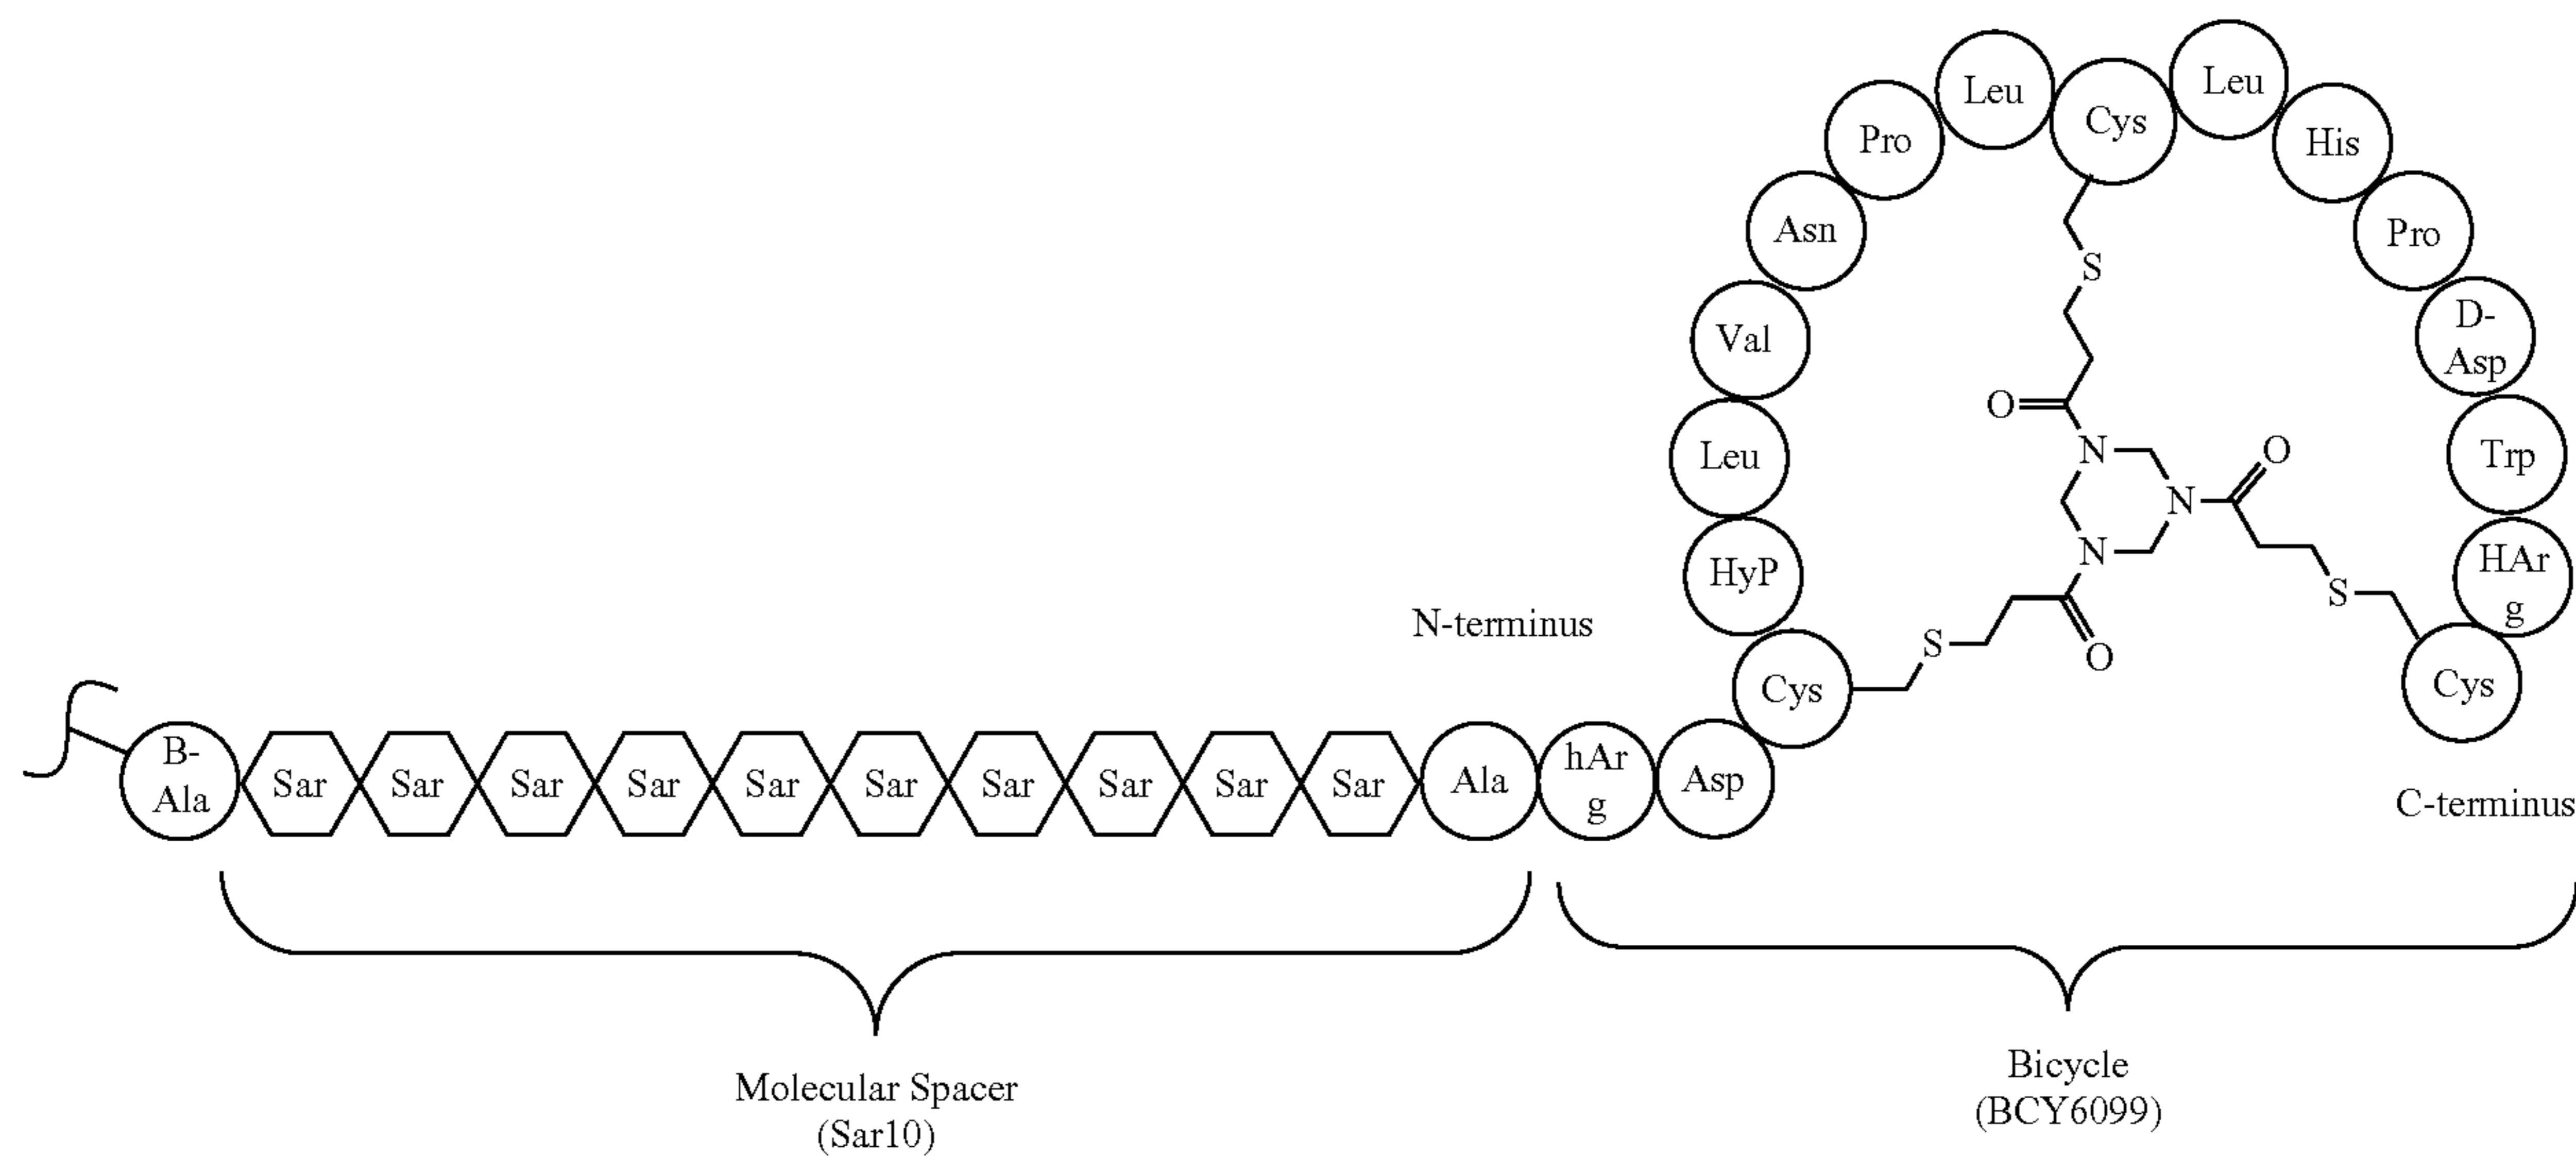 Leu
Cys
Leu
Pro
His
Asn
Pro
S
Val
D-
Asp
O
Leu
N
O
Trp
N
HyP
N
HAr
g
N-terminus
S
S
O
Cys
Cys
B-
Ala
Sar
Sar
Sar
Sar
Sar
Sar
Sar
Sar
Sar
Sar
Ala
hAr
g
Asp
C-terminus
Molecular Spacer
(Sar10)
Bicycle
(BCY6099)